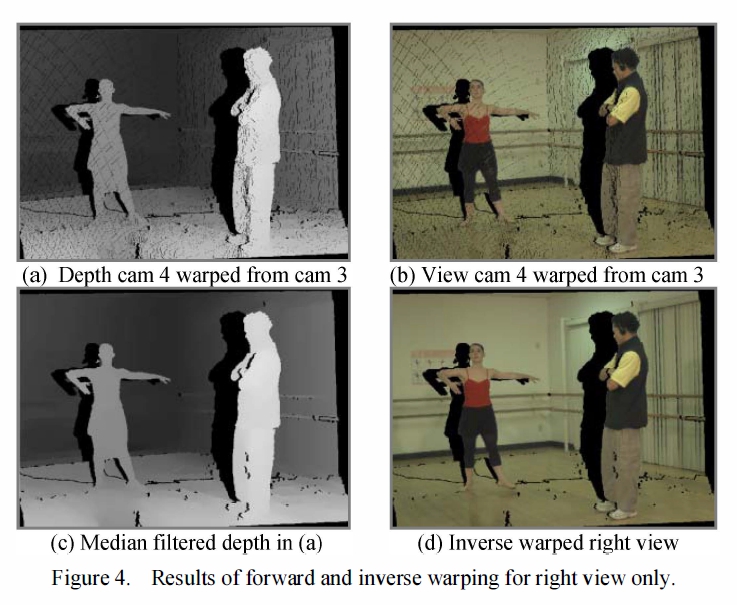 (a) Depth cam 4 warped from cam 3
(b) View cam 4 warped from cam 3
(c) Median filtered depth in (a)
(d) Inverse warped right view
Figure 4. Results of forward and inverse warping for right view only.